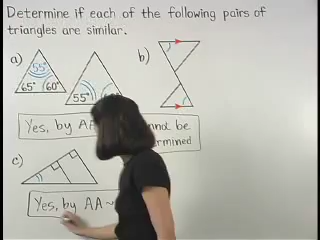 Determine if each of the following pairs of
triangles are similar.
a)
b)
55°
65°
60°
55°
Yes, by AA
not be
determined
c)
Yes, by AA ~